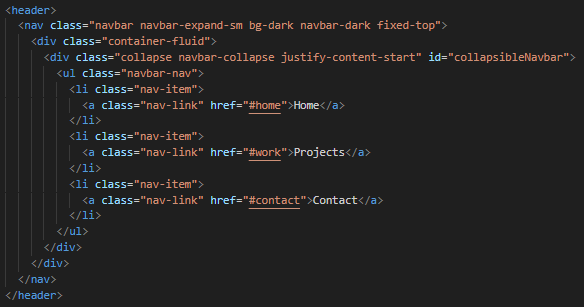 <header>
<nav class="navbar navbar-expand-sm bg-dark navbar-dark fixed-top">
<div class="container-fluid">
<div class="collapse navbar-collapse justify-content-start" id="collapsibleNavbar">
<ul class="navbar-nav">
<li class="nav-item">
<a class="nav-link" href="#home">Home</a>
</li>
<li class="nav-item">
<a class="nav-link" href="#work">Projects</a>
</li>
<li class="nav-item">
<a class="nav-link" href="#contact">Contact</a>
</li>
</ul>
</div>
</div>
</nav>
</header>